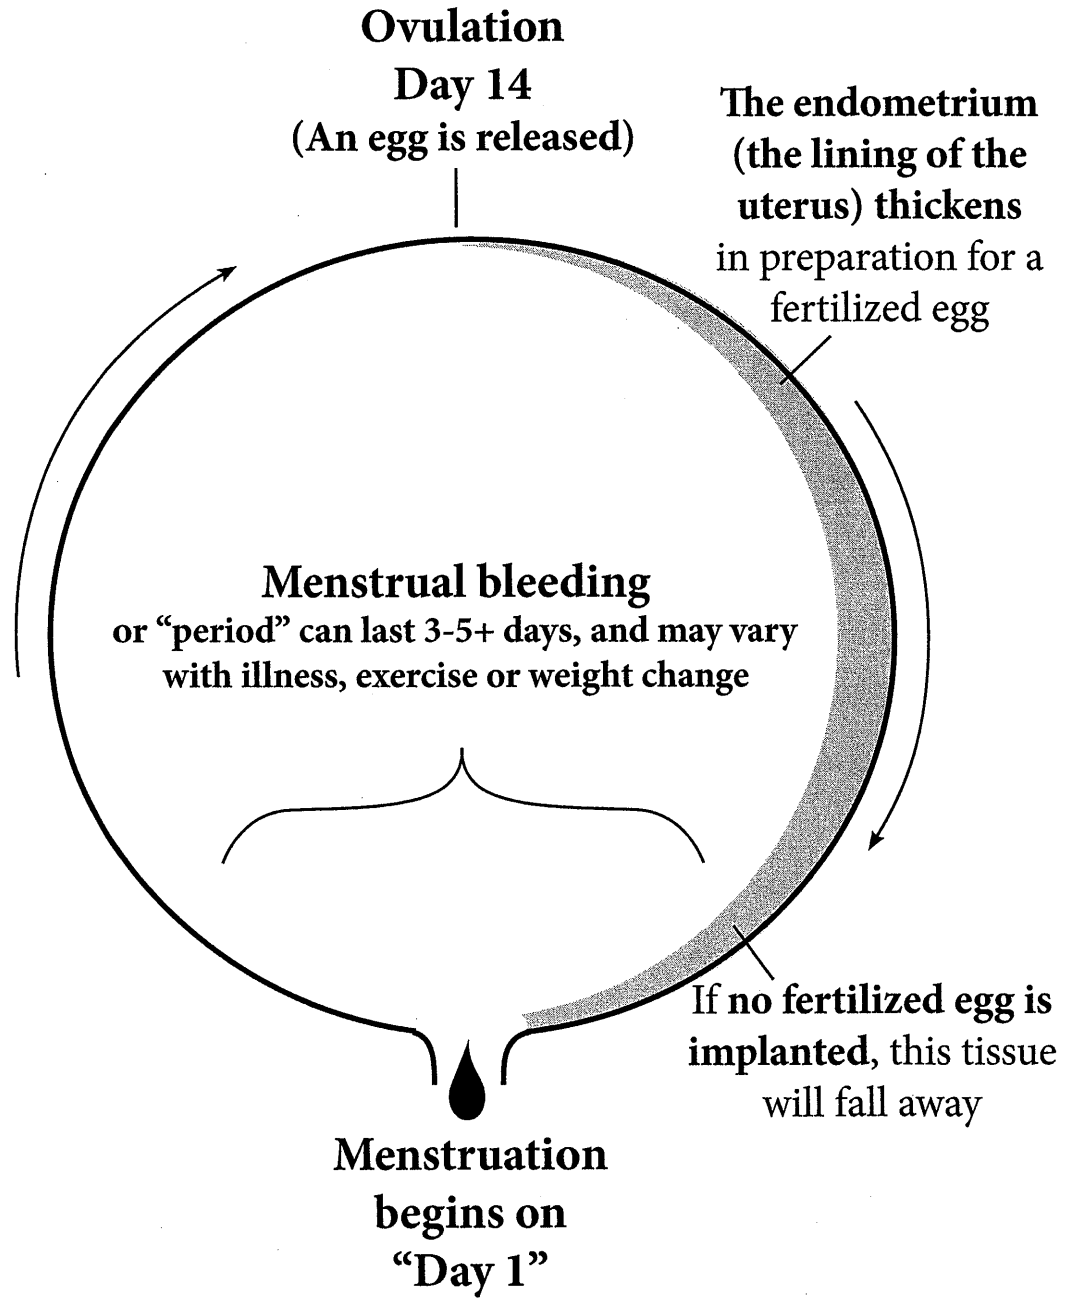 Ovulation
Day 14
(An egg is released)
The endometrium
(the lining of the
uterus) thickens
in preparation for a
fertilized egg
Menstrual bleeding
or “period” can last 3-5+ days, and may vary
with illness, exercise or weight change
If no fertilized egg is
implanted, this tissue
will fall away
Menstruation
begins on
“Day 1”